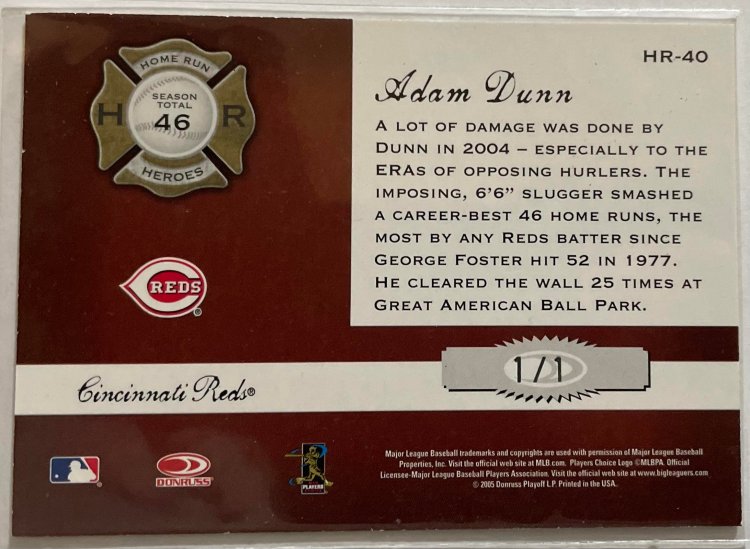 HOME RUN
H R
SEASON
TOTAL
46
HEROES
HR-40
Adam Dunn
A LOT OF DAMAGE WAS DONE BY
DUNN IN 2004 – ESPECIALLY TO THE
ERAs OF OPPOSING HURLERS. THE
IMPOSING, 6'6" SLUGGER SMASHED
A CAREER-BEST 46 HOME RUNS, THE
MOST BY ANY REDS BATTER SINCE
GEORGE FOSTER HIT 52 IN 1977.
HE CLEARED THE WALL 25 TIMES AT
GREAT AMERICAN BALL PARK.
REDS®
1/1
Cincinnati Reds®
DONRUSS
PLAYERS
Major League Baseball trademarks and copyrights are used with permission of Major League Baseball
Properties, Inc. Visit the official web site at MLB.com. Players Choice Logo ©MLBPA. Official
Licensee-Major League Baseball Players Association. Visit the Players web site at www.bigleaguers.com
© 2005 Donruss Playoff L.P. Printed in the USA.